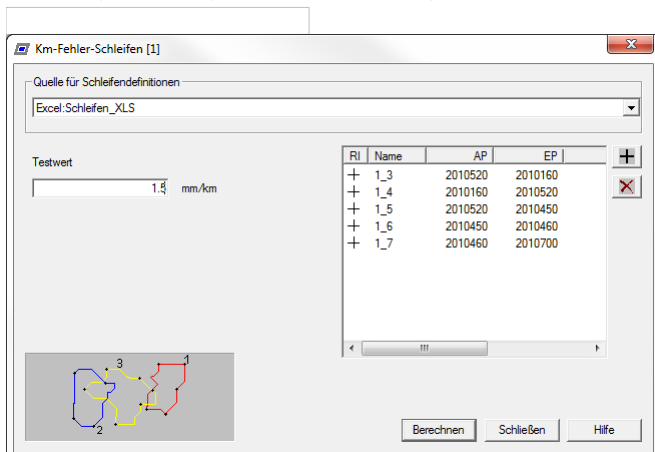 Km-Fehler-Schleifen [1]
Quelle für Schleifendefinitionen
Excel:Schleifen_XLS
Testwert
1.5 mm/km
RI Name AP EP
1_3 2010520 2010160
1_4 2010160 2010520
1_5 2010520 2010450
1_6 2010450 2010460
1_7 2010460 2010700
3
1
2
Berechnen Schließen Hilfe